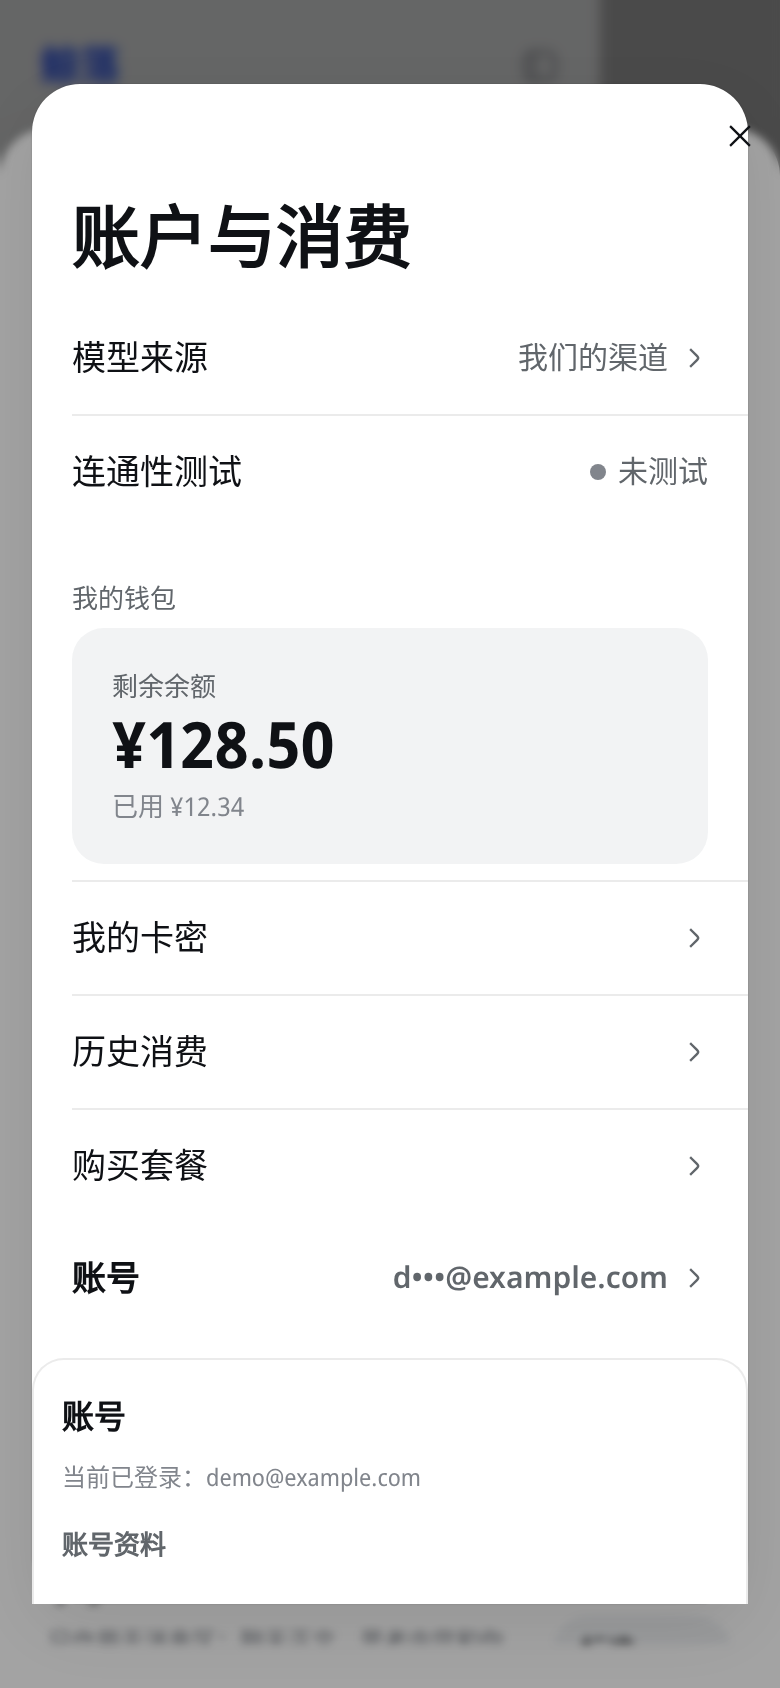 账户与消费
模型来源 我们的渠道
连通性测试 未测试
我的钱包
剩余余额
¥128.50
已用 ¥12.34
我的卡密
历史消费
购买套餐
账号 d•••@example.com
账号
当前已登录：demo@example.com
账号资料